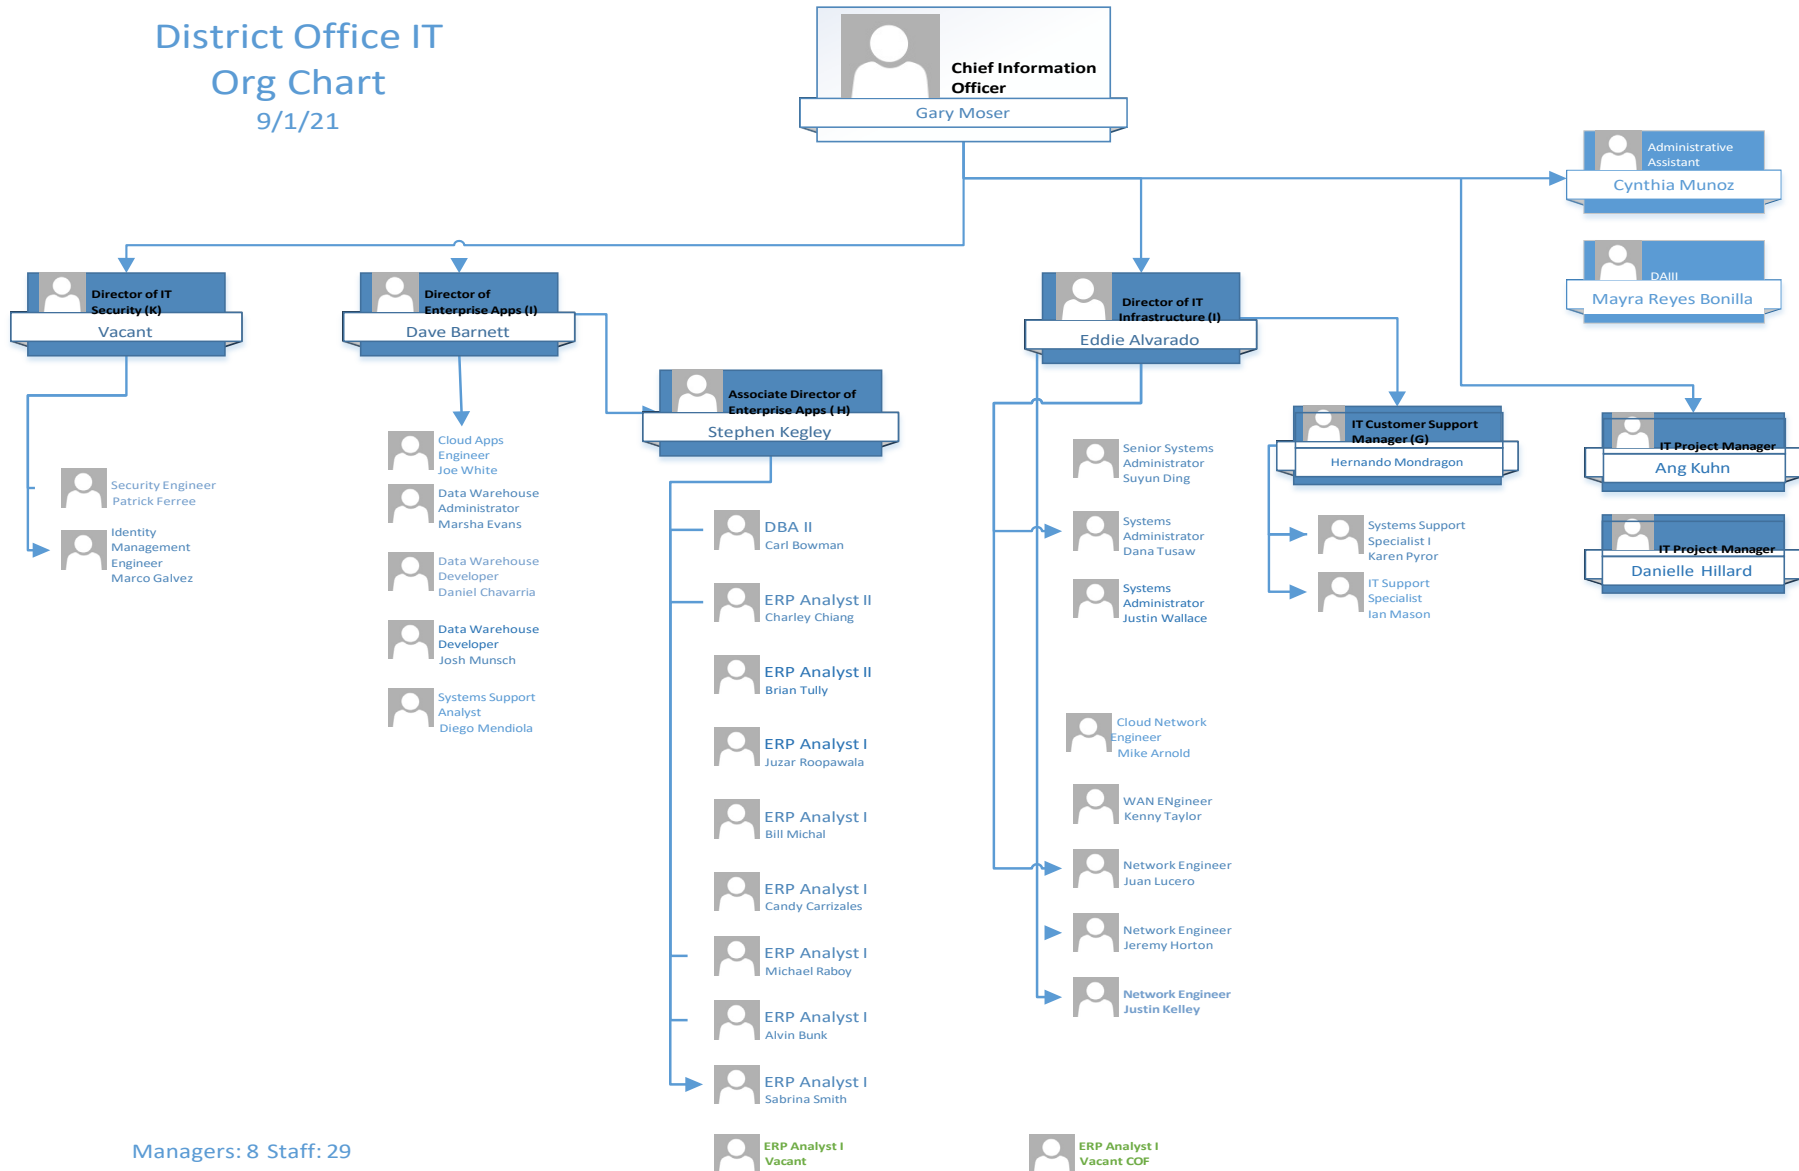 District Office IT
Org Chart
9/1/21
Chief Information
Officer
Gary Moser
Administrative
Assistant
Cynthia Munoz
DAIII
Mayra Reyes Bonilla
Director of IT
Security (K)
Vacant
Director of
Enterprise Apps (I)
Dave Barnett
Director of IT
Infrastructure (I)
Eddie Alvarado
Associate Director of
Enterprise Apps ( H)
Stephen Kegley
IT Customer Support
Manager (G)
Hernando Mondragon
IT Project Manager
Ang Kuhn
IT Project Manager
Danielle Hillard
Security Engineer
Patrick Ferree
Identity
Management
Engineer
Marco Galvez
Cloud Apps
Engineer
Joe White
Data Warehouse
Administrator
Marsha Evans
Data Warehouse
Developer
Daniel Chavarria
Data Warehouse
Developer
Josh Munsch
Systems Support
Analyst
Diego Mendiola
DBA II
Carl Bowman
ERP Analyst II
Charley Chiang
ERP Analyst II
Brian Tully
ERP Analyst I
Juzar Roopawala
ERP Analyst I
Bill Michal
ERP Analyst I
Candy Carrizales
ERP Analyst I
Michael Raboy
ERP Analyst I
Alvin Bunk
ERP Analyst I
Sabrina Smith
ERP Analyst I
Vacant
Senior Systems
Administrator
Suyun Ding
Systems
Administrator
Dana Tusaw
Systems
Administrator
Justin Wallace
Cloud Network
Engineer
Mike Arnold
WAN ENgineer
Kenny Taylor
Network Engineer
Juan Lucero
Network Engineer
Jeremy Horton
Network Engineer
Justin Kelley
ERP Analyst I
Vacant COF
Systems Support
Specialist I
Karen Pyror
IT Support
Specialist
Ian Mason
Managers: 8 Staff: 29